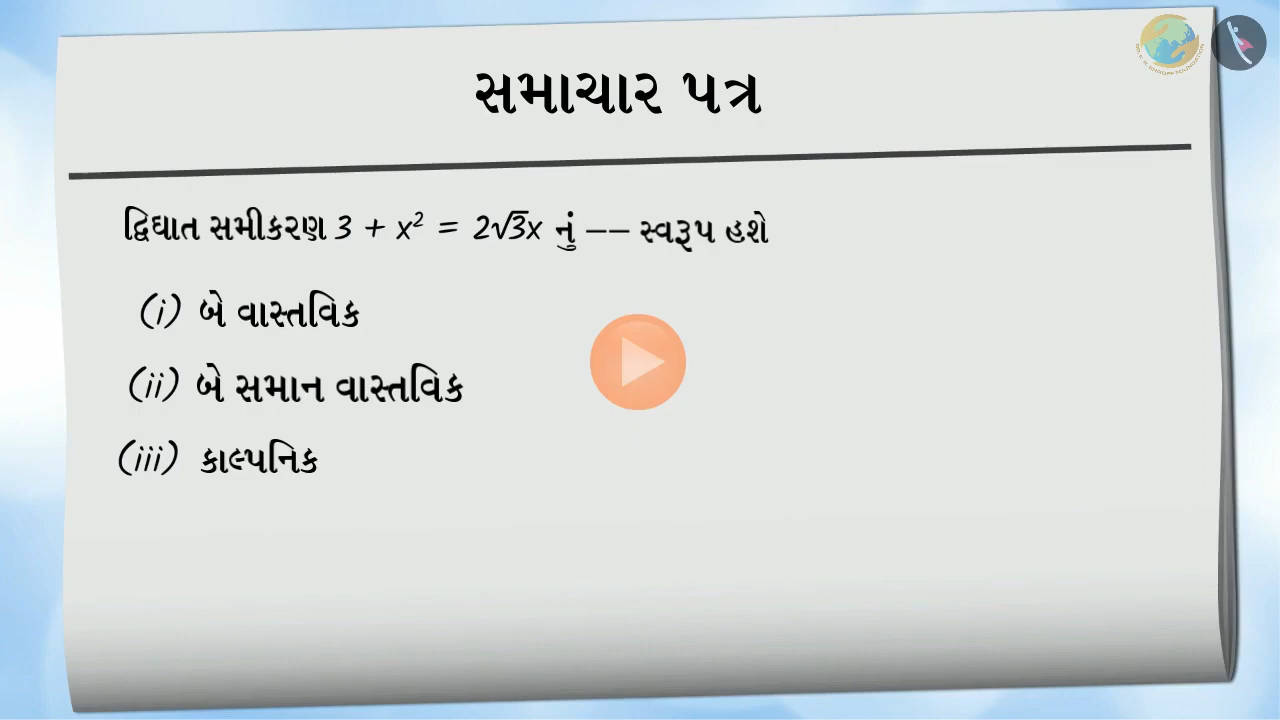 સમાચાર પત્ર
દ્વિઘાત સમીકરણ 3 + x² = 2√3x નું −− સ્વરૂપ હશે
(i) બે વાસ્તવિક
(ii) બે સમાન વાસ્તવિક
(iii) કાલ્પનિક